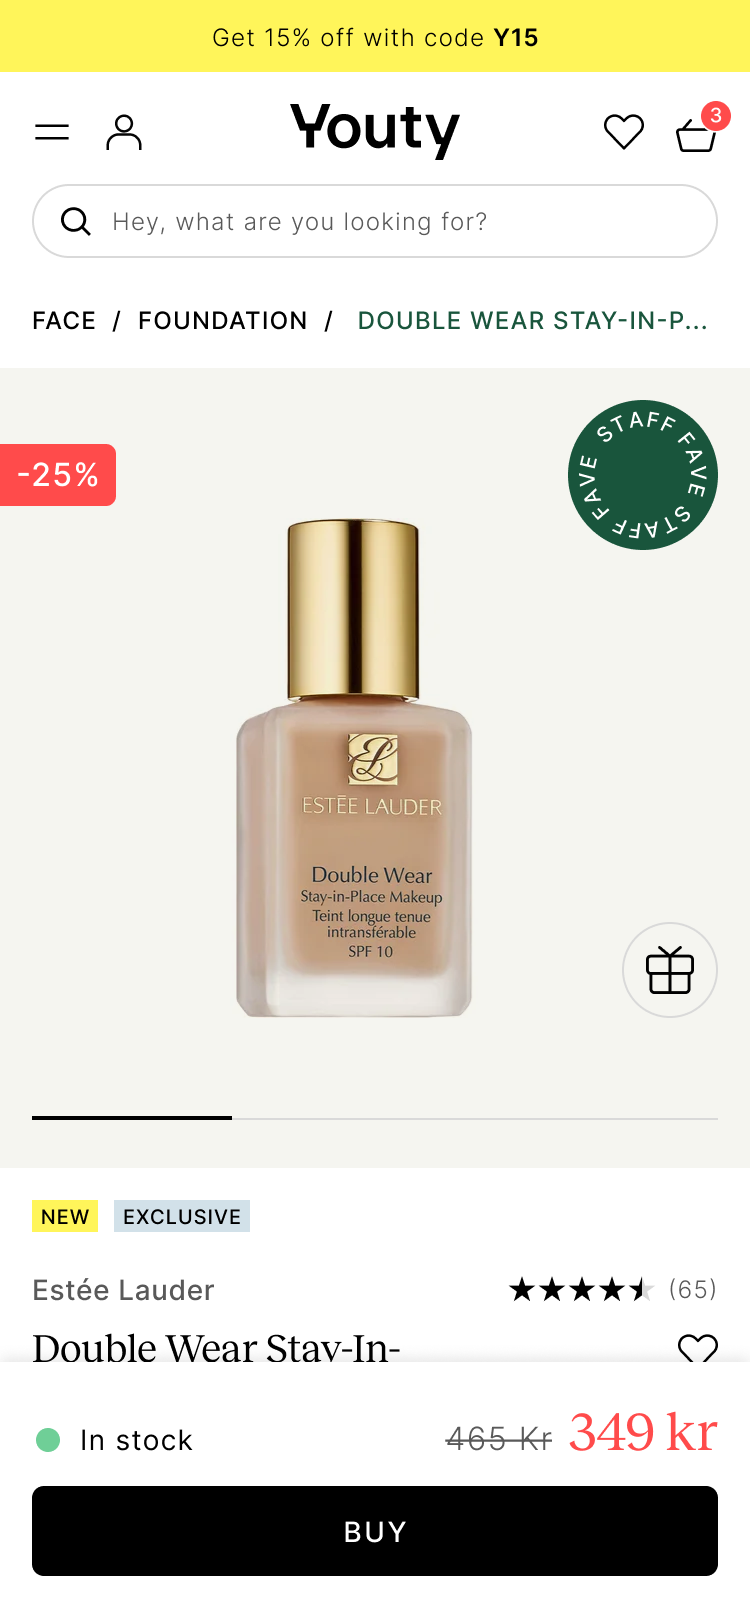 Get 15% off with code Y15
Youty
3
Hey, what are you looking for?
FACE / FOUNDATION / DOUBLE WEAR STAY-IN-P...
-25%
STAFF FAVE STAFF FAVE
ESTĒE LAUDER
Double Wear
Stay-in-Place Makeup
Teint longue tenue
intransférable
SPF 10
NEW EXCLUSIVE
Estée Lauder (65)
Double Wear Stay-In-
In stock 465 Kr 349 kr
BUY